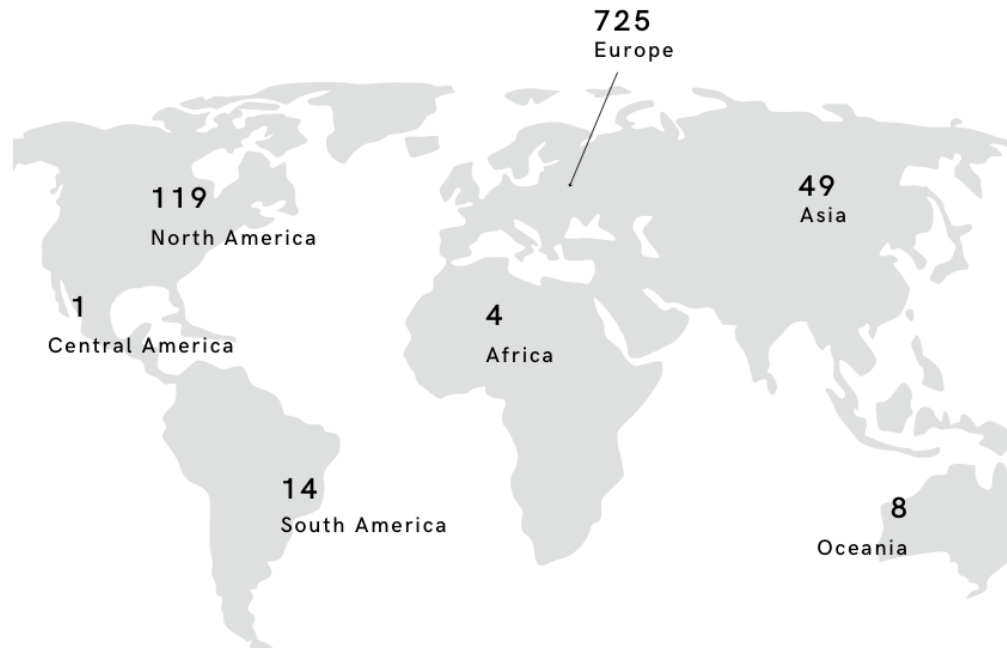 725
Europe
119
North America
49
Asia
1
Central America
4
Africa
14
South America
8
Oceania